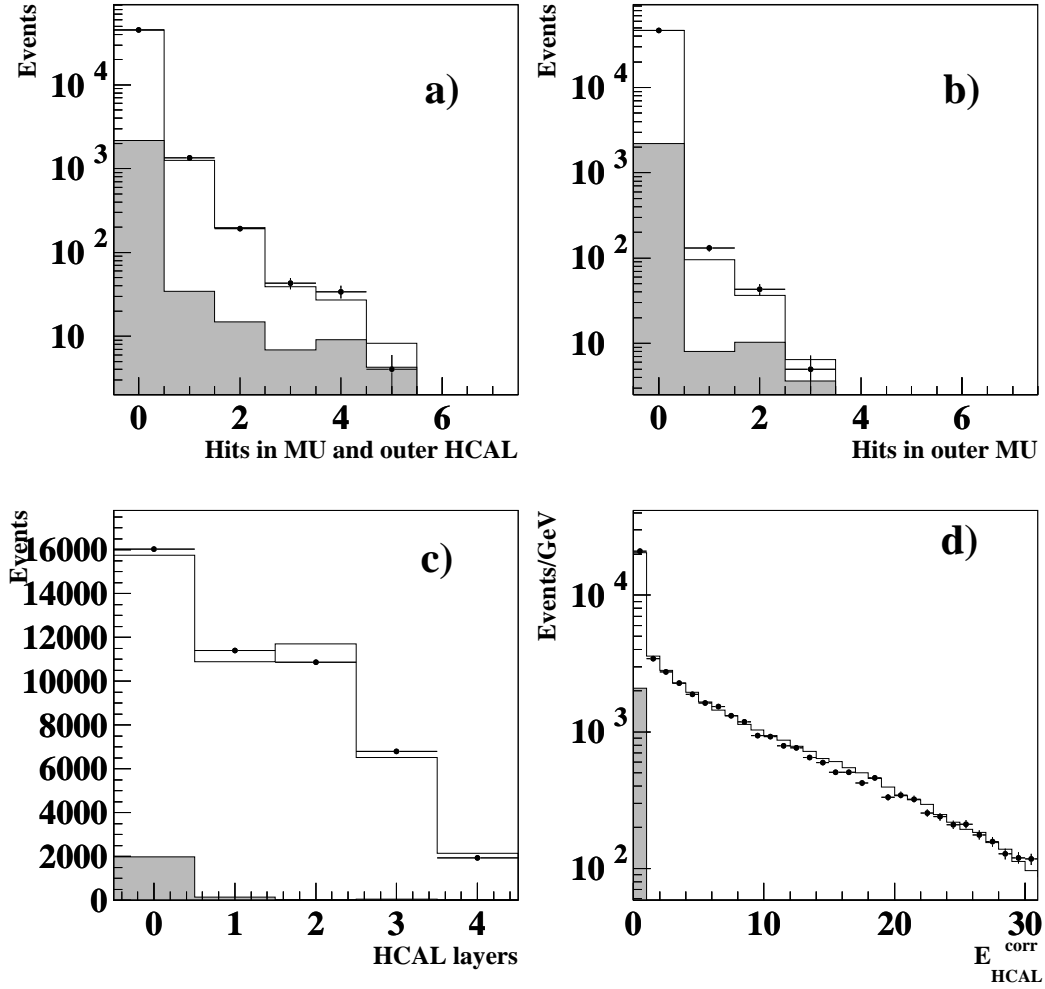 Events
a)
10 4
10 3
10 2
10
0 2 4 6
Hits in MU and outer HCAL
Events
b)
10 4
10 3
10 2
10
0 2 4 6
Hits in outer MU
Events
c)
16000
14000
12000
10000
8000
6000
4000
2000
0
0 1 2 3 4
HCAL layers
Events/GeV
d)
10 4
10 3
10 2
0 10 20 30
E HCAL corr